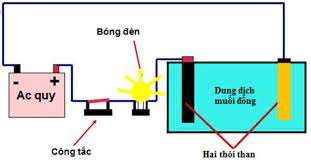 Bóng đèn
- +
Ac quy
Công tắc
Dung dịch
muối đồng
Hai thỏi than